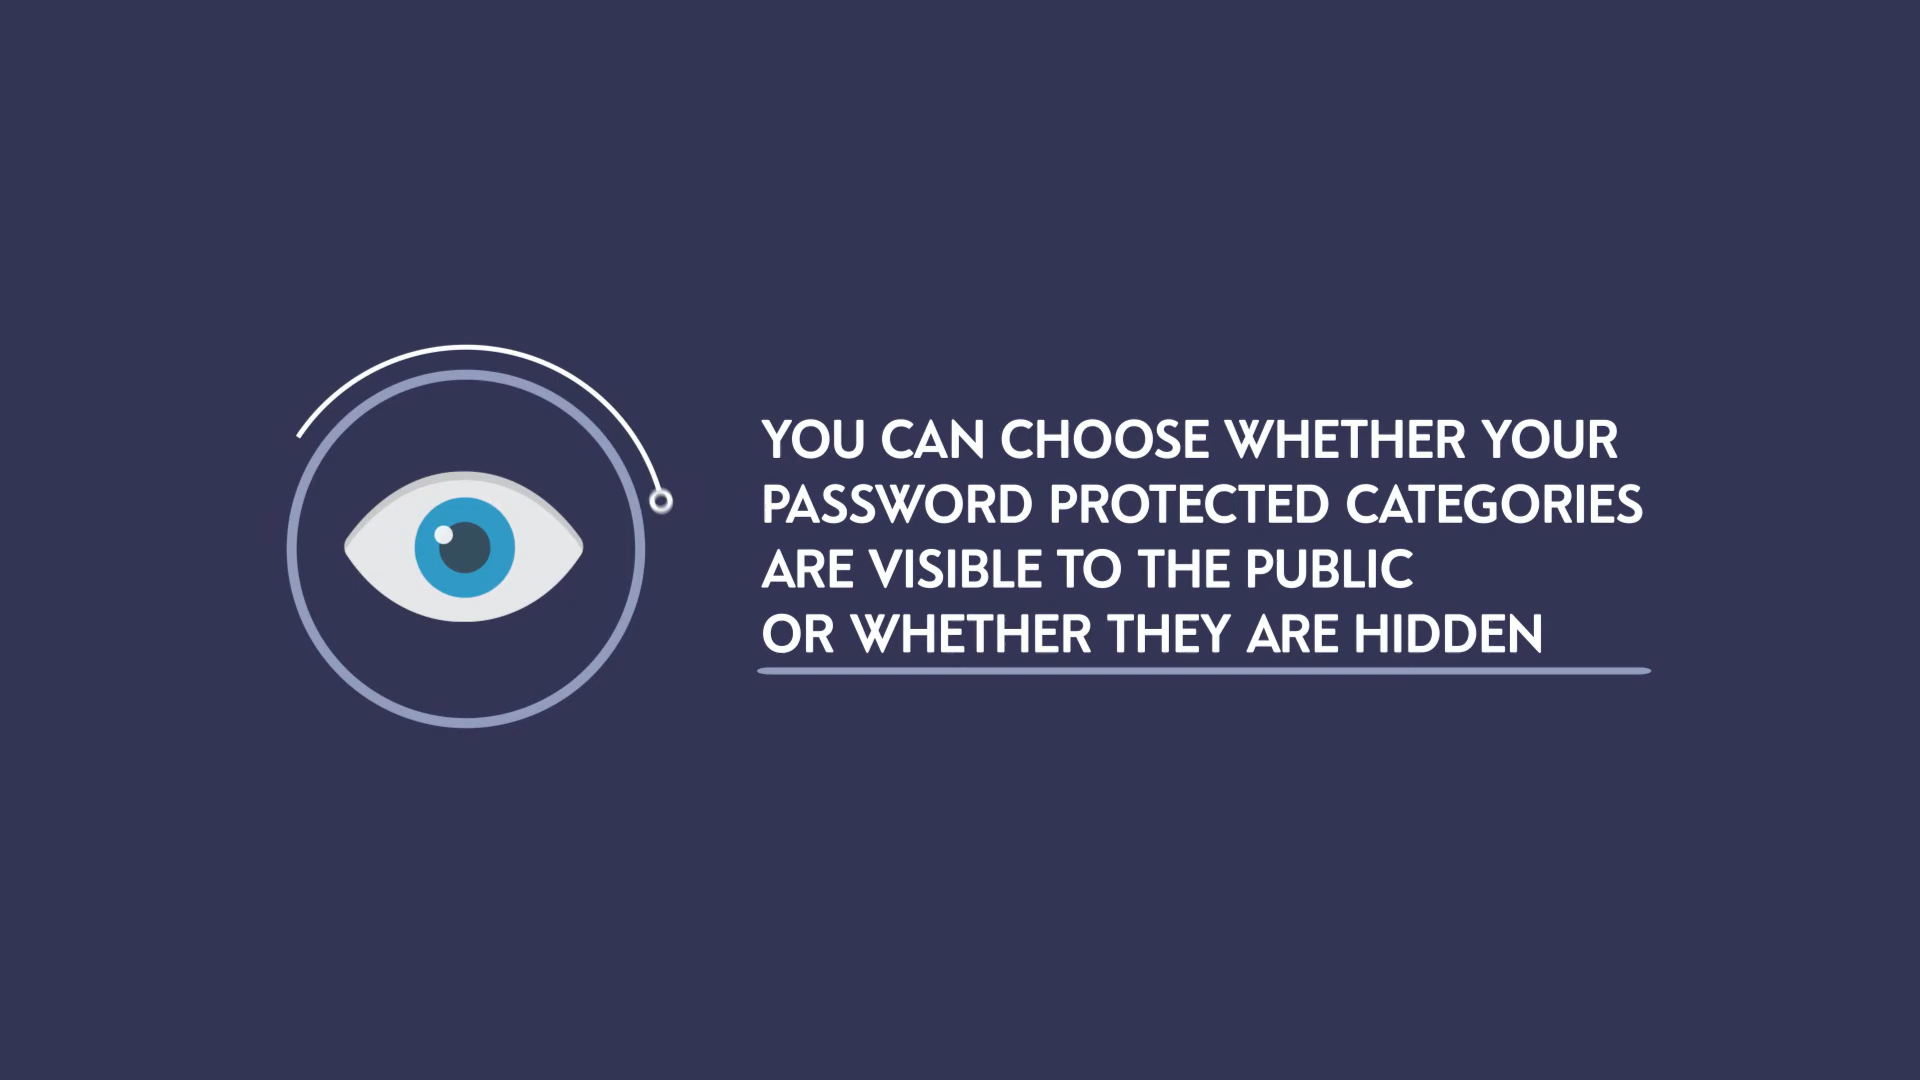 YOU CAN CHOOSE WHETHER YOUR
PASSWORD PROTECTED CATEGORIES
ARE VISIBLE TO THE PUBLIC
OR WHETHER THEY ARE HIDDEN